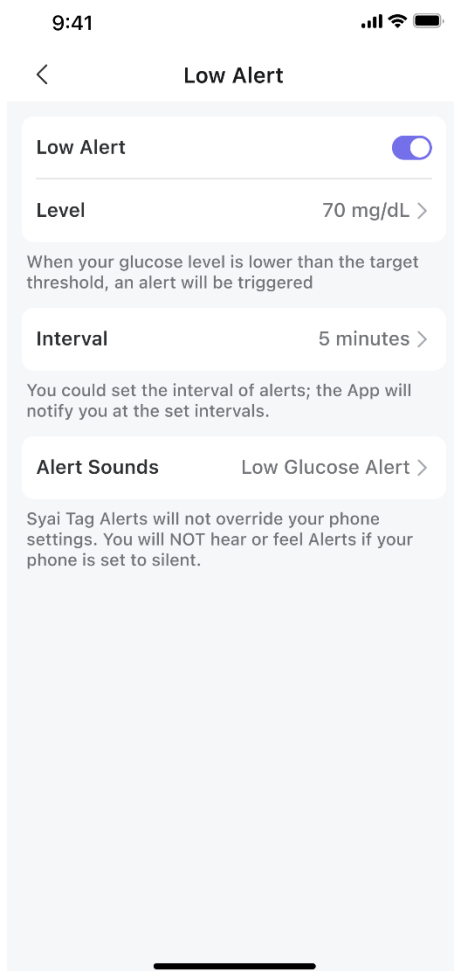 9:41
Low Alert
Low Alert
Level 70 mg/dL
When your glucose level is lower than the target
threshold, an alert will be triggered
Interval 5 minutes
You could set the interval of alerts; the App will
notify you at the set intervals.
Alert Sounds Low Glucose Alert
Syai Tag Alerts will not override your phone
settings. You will NOT hear or feel Alerts if your
phone is set to silent.